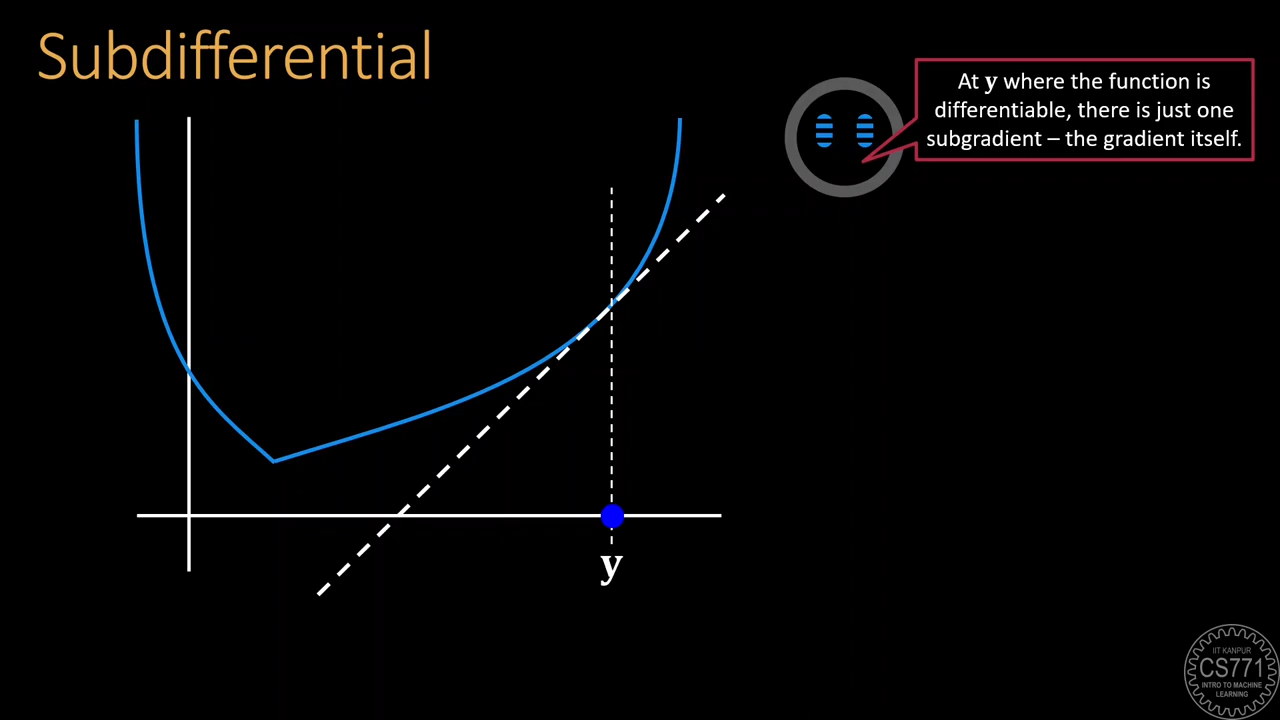 Subdifferential
At y where the function is
differentiable, there is just one
subgradient – the gradient itself.
y
IIT KANPUR
CS771
INTRO TO MACHINE
LEARNING